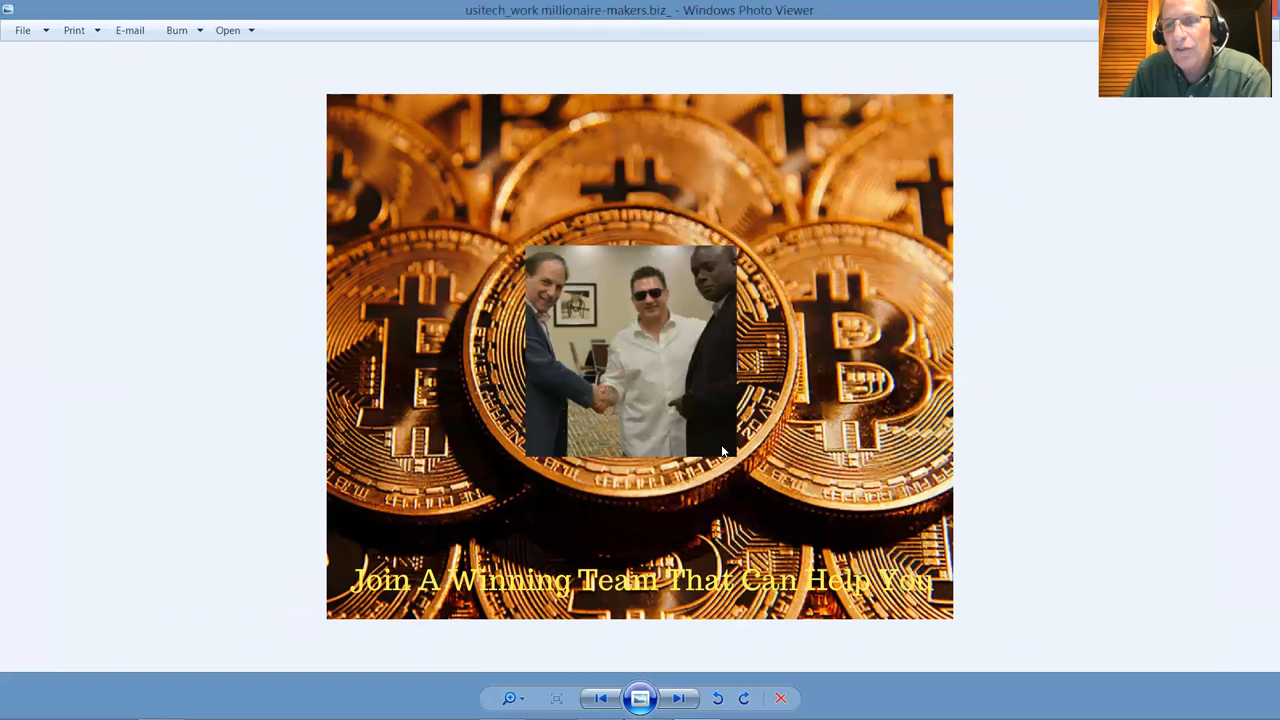 usitech_work millionaire-makers.biz_ - Windows Photo Viewer
File Print E-mail Burn Open
Join A Winning Team That Can Help You